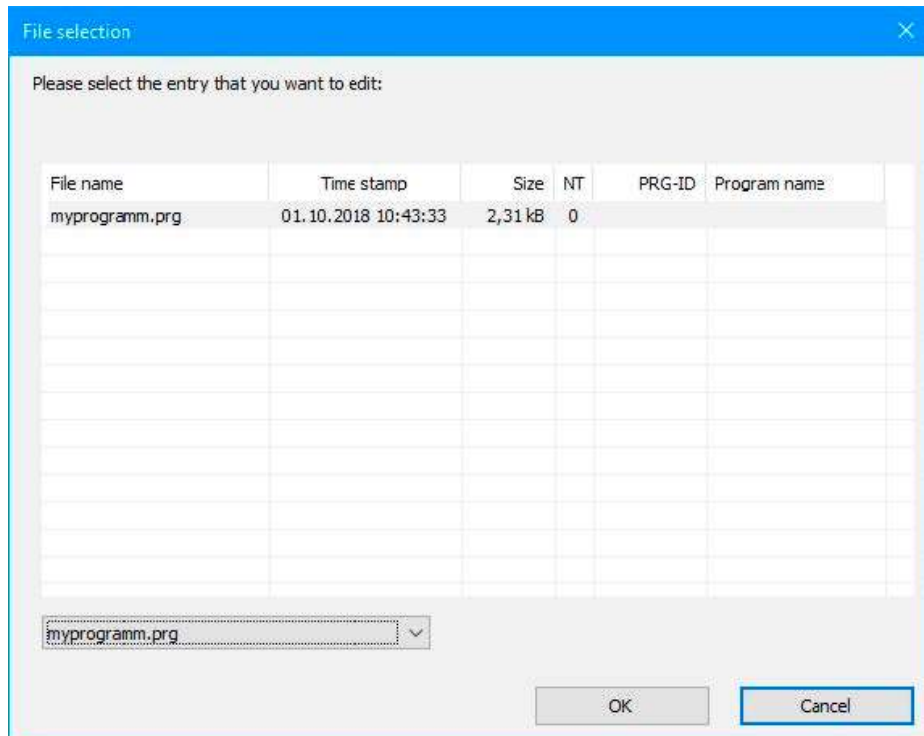 File selection
Please select the entry that you want to edit:
File name Time stamp Size NT PRG-ID Program name
myprogramm.prg 01.10.2018 10:43:33 2,31 kB 0
myprogramm.prg
OK Cancel